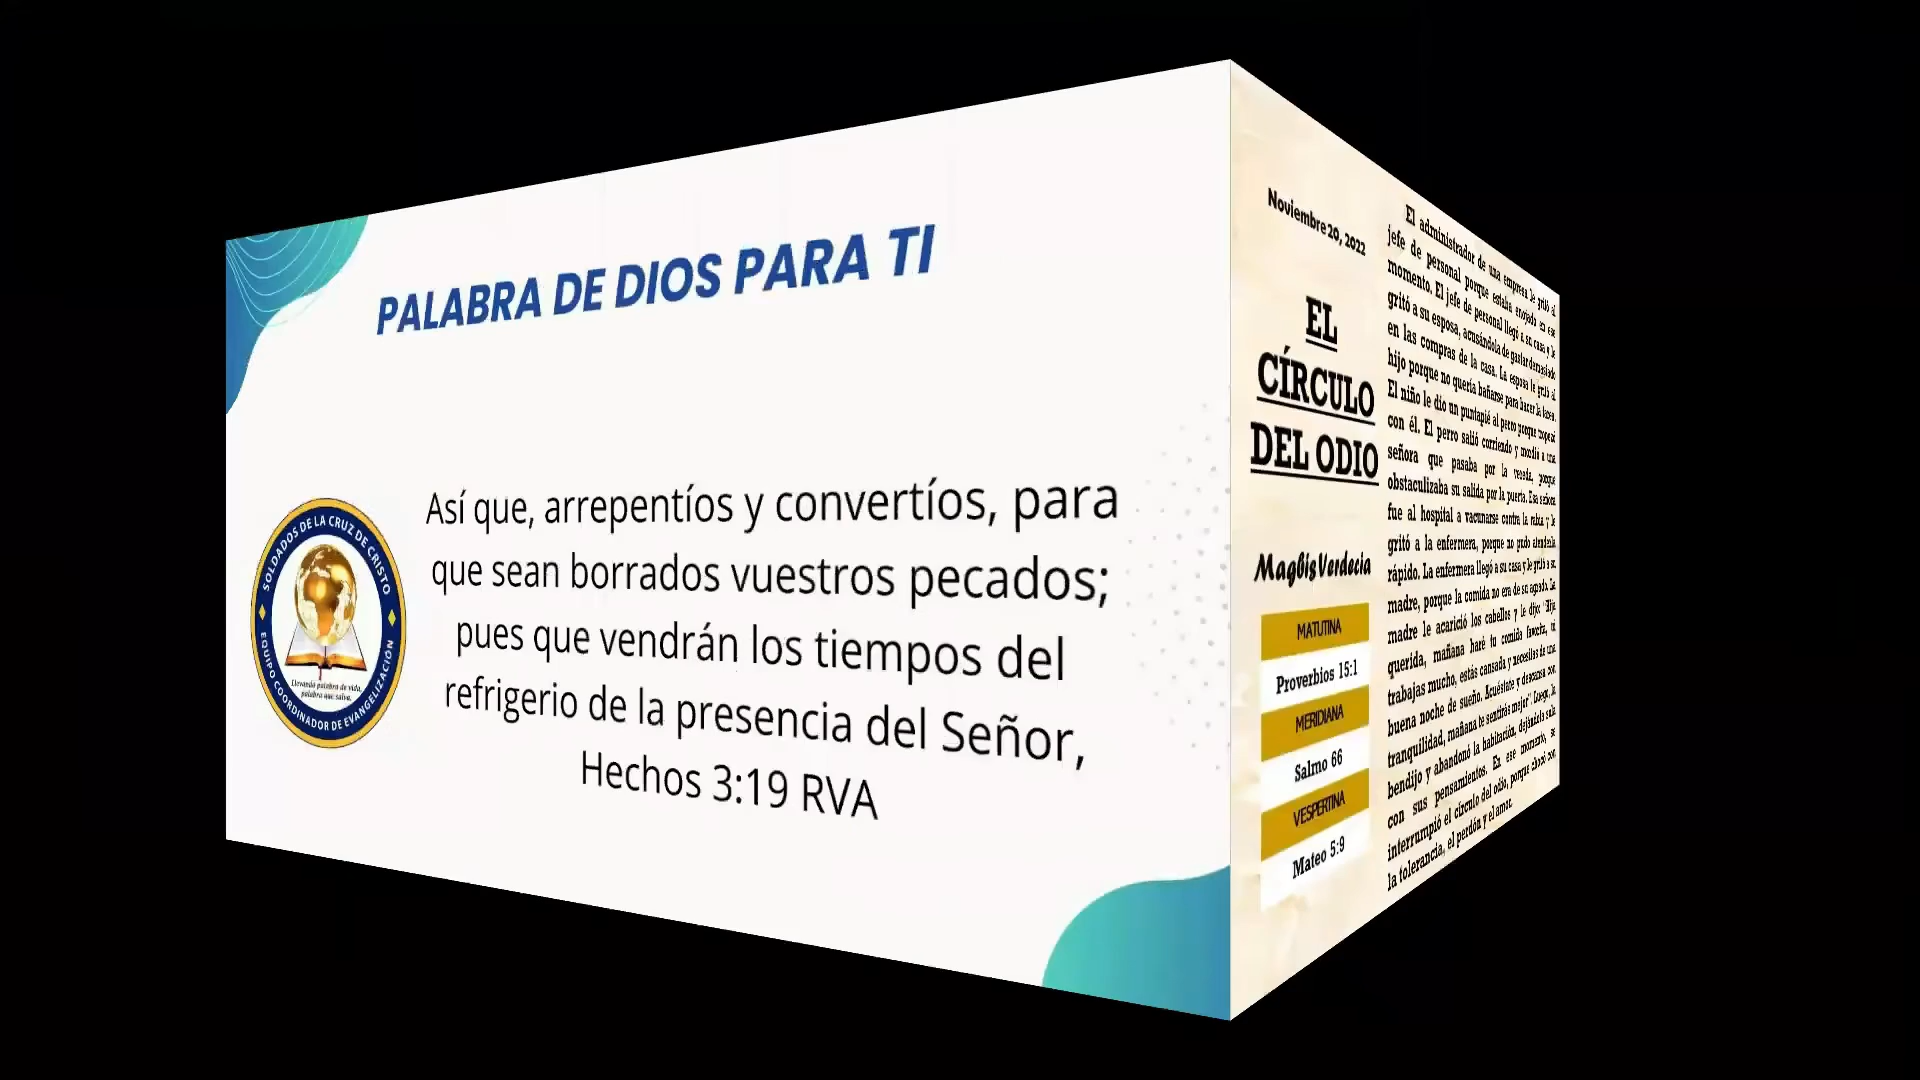 PALABRA DE DIOS PARA TI
Así que, arrepentíos y convertíos, para
que sean borrados vuestros pecados;
pues que vendrán los tiempos del
refrigerio de la presencia del Señor,
Hechos 3:19 RVA
SOLDADOS DE LA CRUZ DE CRISTO
Llevando palabra de vida,
palabra que salva.
EQUIPO COORDINADOR DE EVANGELIZACIÓN
Noviembre 20, 2022
EL
CÍRCULO
DEL ODIO
Magbis Verdecia
MATUTINA
Proverbios 15:1
MERIDIANA
Salmo 66
VESPERTINA
Mateo 5:9
El administrador de una empresa le gritó al
jefe de personal porque estaba enojado en ese
momento. El jefe de personal llegó a su casa y le
gritó a su esposa, acusándola de gastar demasiado
en las compras de la casa. La esposa le gritó al
hijo porque no quería bañarse para hacer la tarea.
El niño le dio un puntapié al perro porque tropezó
con él. El perro salió corriendo y mordió a una
señora que pasaba por la vereda, porque
obstaculizaba su salida por la puerta. Esa señora
fue al hospital a vacunarse contra la rabia y le
gritó a la enfermera, porque no pudo atenderla
rápido. La enfermera llegó a su casa y le gritó a su
madre, porque la comida no era de su agrado. La
madre le acarició los cabellos y le dijo: "Hija
querida, mañana haré tu comida favorita, tú
trabajas mucho, estás cansada y necesitas de una
buena noche de sueño. Acuéstate y descansa con
tranquilidad, mañana te sentirás mejor". Luego, la
bendijo y abandonó la habitación, dejándola sola
con sus pensamientos. En ese momento, se
interrumpió el círculo del odio, porque chocó con
la tolerancia, el perdón y el amor.